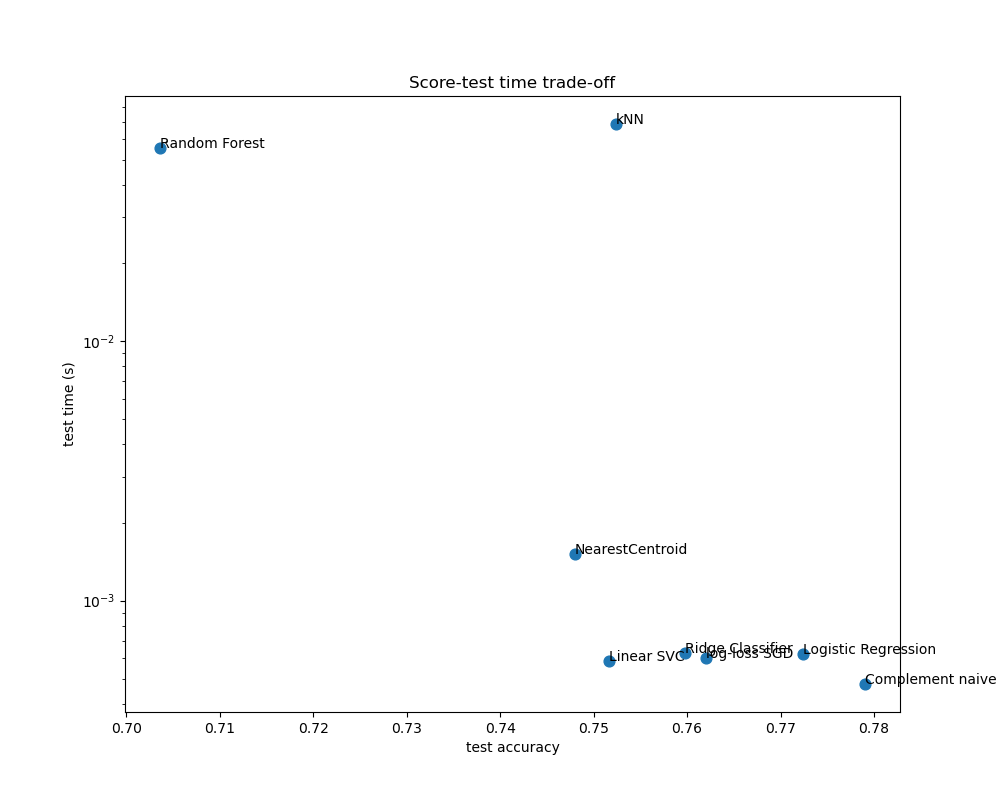 Score-test time trade-off
kNN
Random Forest
10⁻²
test time (s)
NearestCentroid
10⁻³
Ridge Classifier
log-loss SGD
Logistic Regression
Linear SVC
Complement naive
0.70 0.71 0.72 0.73 0.74 0.75 0.76 0.77 0.78
test accuracy